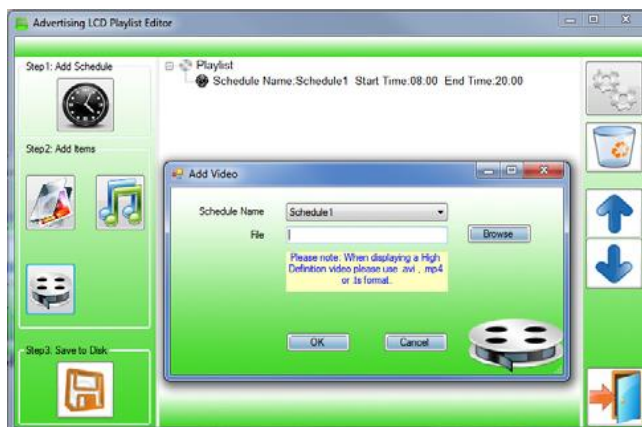 Advertising LCD Playlist Editor
Step1: Add Schedule
Playlist
Schedule Name:Schedule1 Start Time:08.00 End Time:20.00
Step2: Add Items
Add Video
Schedule Name
Schedule1
File
Browse
Please note: When displaying a High
Definition video please use .avi , .mp4
or .ts format.
OK
Cancel
Step3: Save to Disk